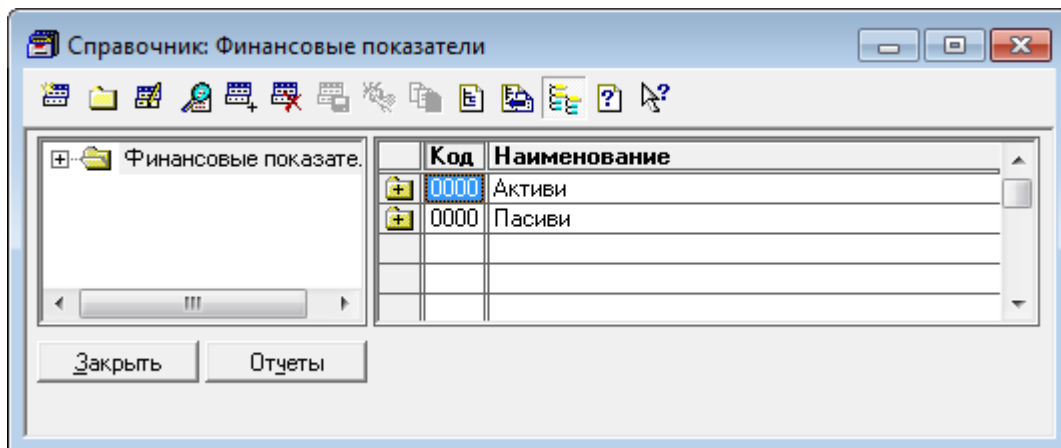 Справочник: Финансовые показатели
Финансовые показате.
Код Наименование
0000 Активи
0000 Пасиви
Закрыть Отчеты